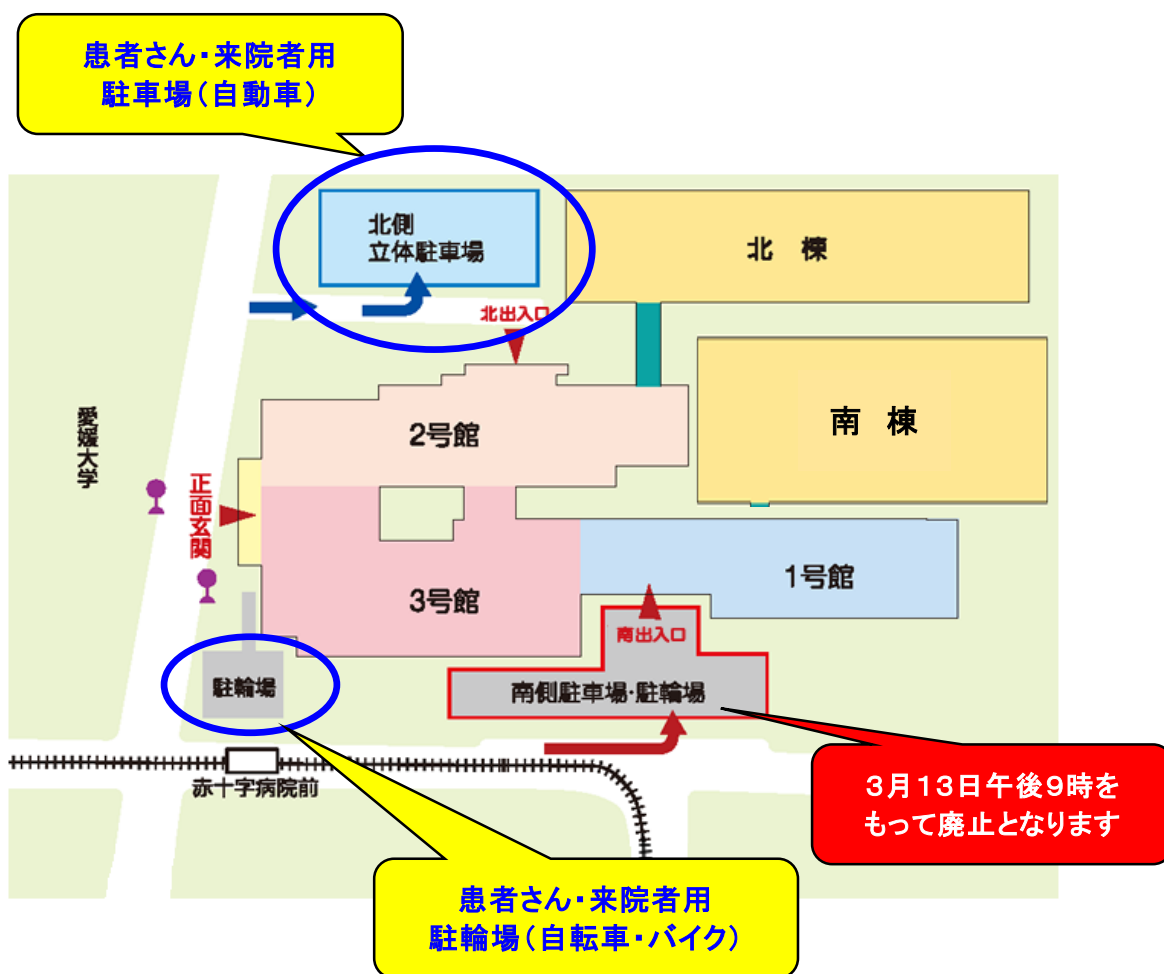 患者さん・来院者用
駐車場(自動車)
北側
立体駐車場
北 棟
北出入口
南 棟
2号館
愛媛大学
正面玄関
1号館
3号館
南出入口
駐輪場
南側駐車場・駐輪場
赤十字病院前
3月13日午後9時を
もって廃止となります
患者さん・来院者用
駐輪場(自転車・バイク)